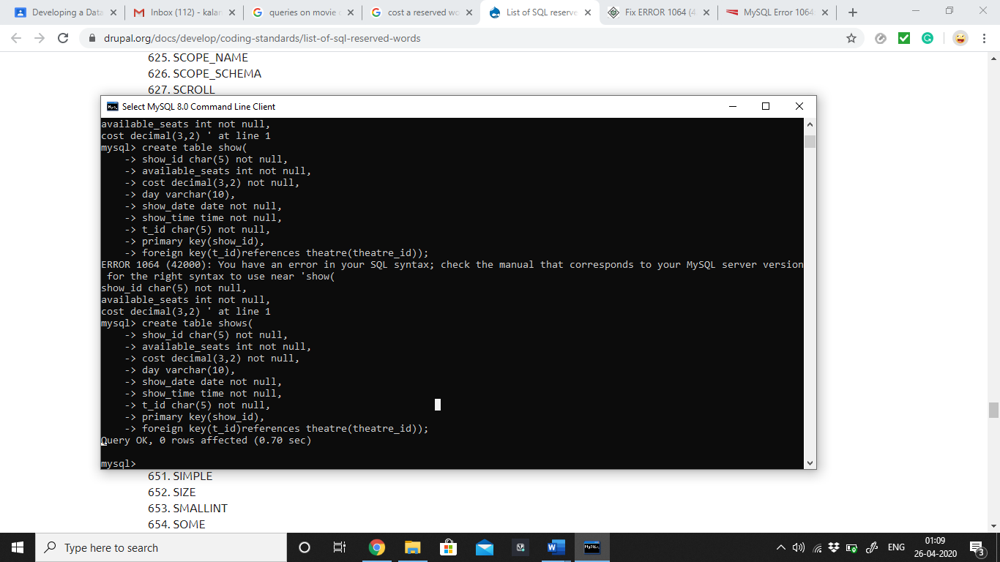 Developing a Data
Inbox (112) - kalan
queries on movie
cost a reserved wo
List of SQL reserve
Fix ERROR 1064 (4
MySQL Error 1064
drupal.org/docs/develop/coding-standards/list-of-sql-reserved-words
625. SCOPE_NAME
626. SCOPE_SCHEMA
627. SCROLL
Select MySQL 8.0 Command Line Client
available_seats int not null,
cost decimal(3,2) ' at line 1
mysql> create table show(
-> show_id char(5) not null,
-> available_seats int not null,
-> cost decimal(3,2) not null,
-> day varchar(10),
-> show_date date not null,
-> show_time time not null,
-> t_id char(5) not null,
-> primary key(show_id),
-> foreign key(t_id)references theatre(theatre_id));
ERROR 1064 (42000): You have an error in your SQL syntax; check the manual that corresponds to your MySQL server version
for the right syntax to use near 'show(
show_id char(5) not null,
available_seats int not null,
cost decimal(3,2) ' at line 1
mysql> create table shows(
-> show_id char(5) not null,
-> available_seats int not null,
-> cost decimal(3,2) not null,
-> day varchar(10),
-> show_date date not null,
-> show_time time not null,
-> t_id char(5) not null,
-> primary key(show_id),
-> foreign key(t_id)references theatre(theatre_id));
Query OK, 0 rows affected (0.70 sec)
mysql>
651. SIMPLE
652. SIZE
653. SMALLINT
654. SOME
Type here to search
ENG
01:09
26-04-2020
3